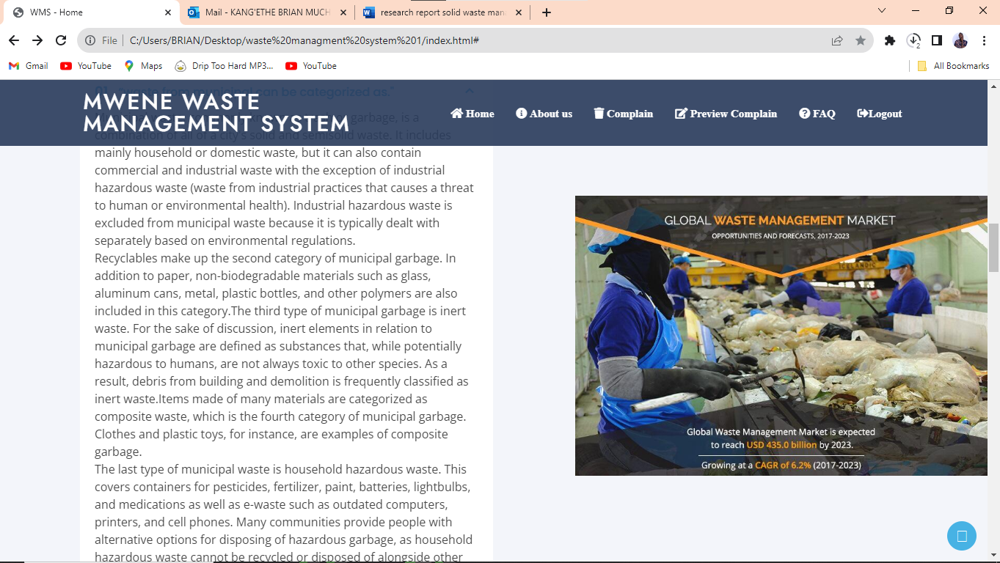 WMS - Home
Mail - KANG'ETHE BRIAN MUCH
research report solid waste man
File
C:/Users/BRIAN/Desktop/waste%20managment%20system%201/index.html#
2
Gmail
YouTube
Maps
Drip Too Hard MP3...
YouTube
All Bookmarks
MWENE WASTE
MANAGEMENT SYSTEM
Home
About us
Complain
Preview Complain
FAQ
Logout
01. "waste from municipal can be categorized as."
garbage, is a
combination of all of a city's solid and semisolid waste. It includes
mainly household or domestic waste, but it can also contain
commercial and industrial waste with the exception of industrial
hazardous waste (waste from industrial practices that causes a threat
to human or environmental health). Industrial hazardous waste is
excluded from municipal waste because it is typically dealt with
separately based on environmental regulations.
Recyclables make up the second category of municipal garbage. In
addition to paper, non-biodegradable materials such as glass,
aluminum cans, metal, plastic bottles, and other polymers are also
included in this category.The third type of municipal garbage is inert
waste. For the sake of discussion, inert elements in relation to
municipal garbage are defined as substances that, while potentially
hazardous to humans, are not always toxic to other species. As a
result, debris from building and demolition is frequently classified as
inert waste.Items made of many materials are categorized as
composite waste, which is the fourth category of municipal garbage.
Clothes and plastic toys, for instance, are examples of composite
garbage.
The last type of municipal waste is household hazardous waste. This
covers containers for pesticides, fertilizer, paint, batteries, lightbulbs,
and medications as well as e-waste such as outdated computers,
printers, and cell phones. Many communities provide people with
alternative options for disposing of hazardous garbage, as household
hazardous waste cannot be recycled or disposed of alongside other
GLOBAL WASTE MANAGEMENT MARKET
OPPORTUNITIES AND FORECASTS, 2017-2023
Global Waste Management Market is expected
to reach USD 435.0 billion by 2023.
Growing at a CAGR of 6.2% (2017-2023)